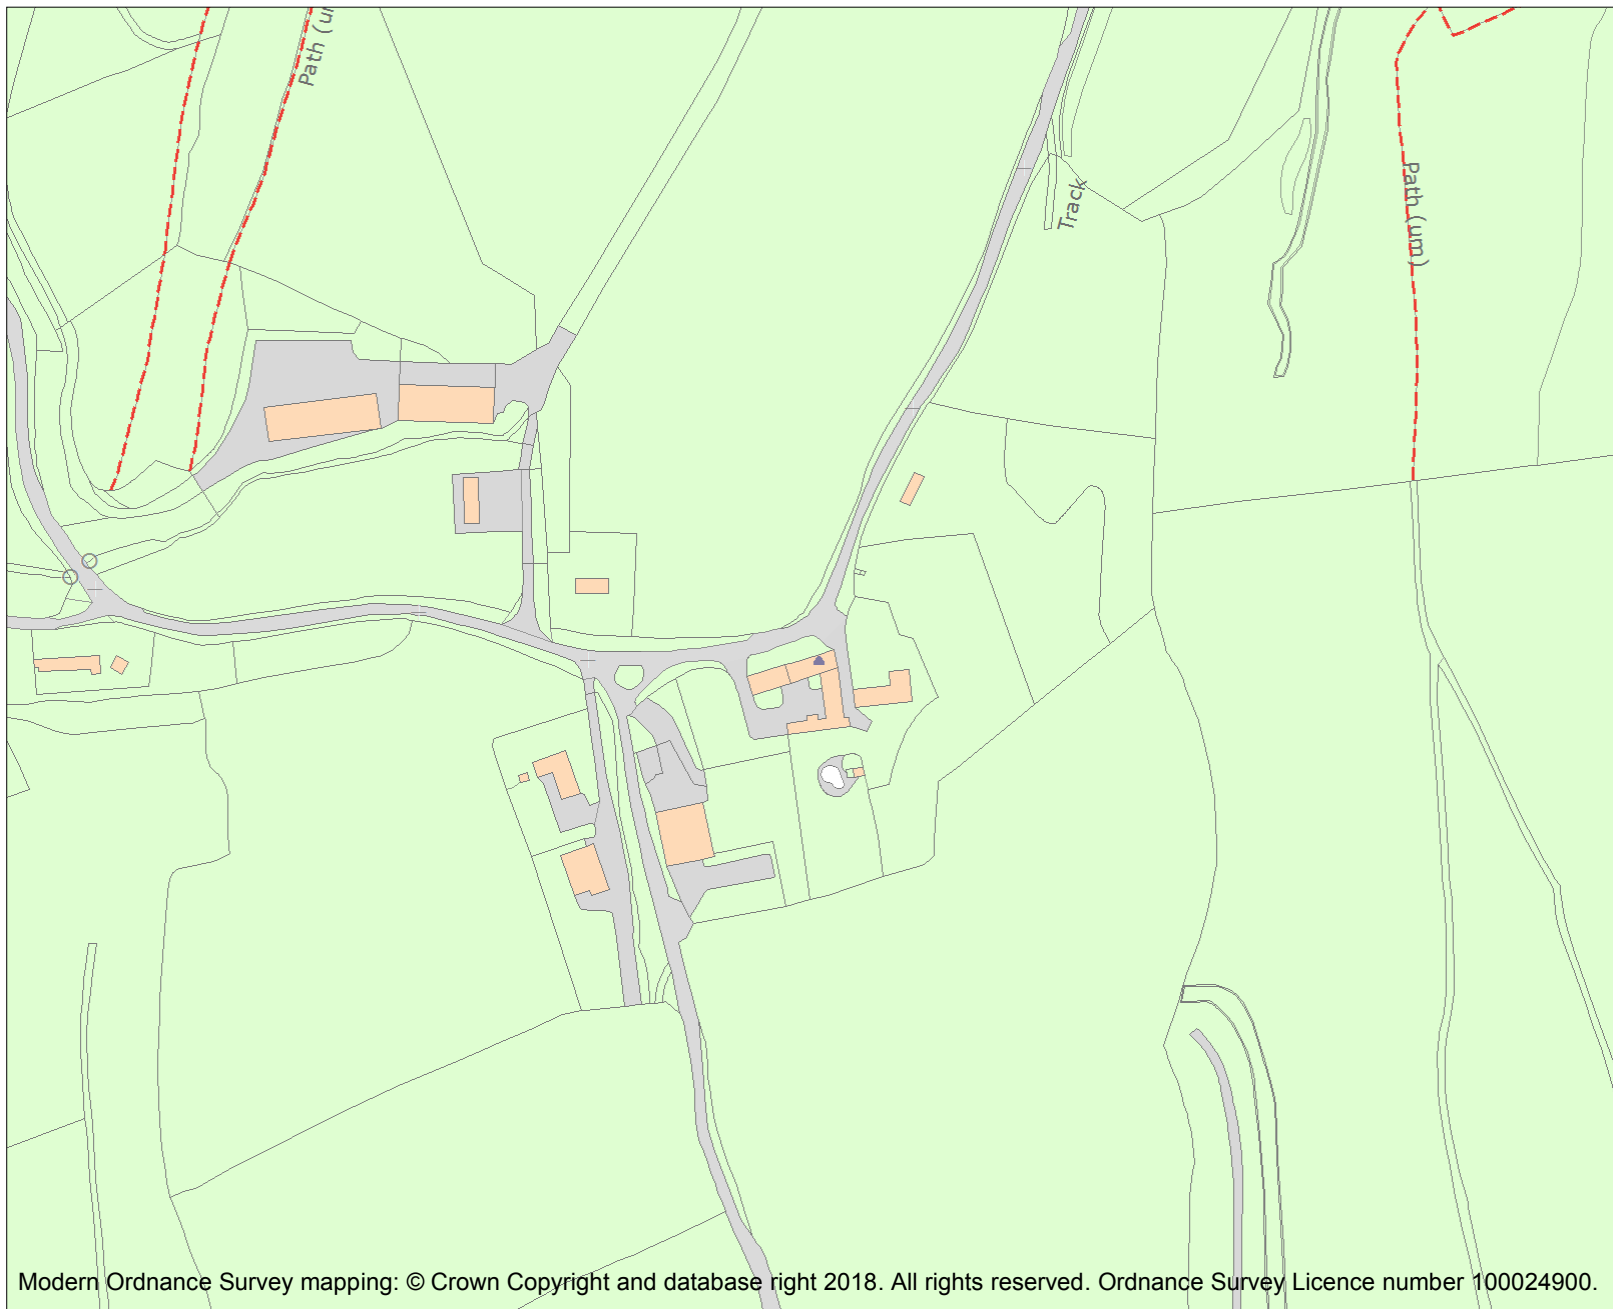 Path (u
Track
Path (um)
Modern Ordnance Survey mapping: © Crown Copyright and database right 2018. All rights reserved. Ordnance Survey Licence number 100024900.